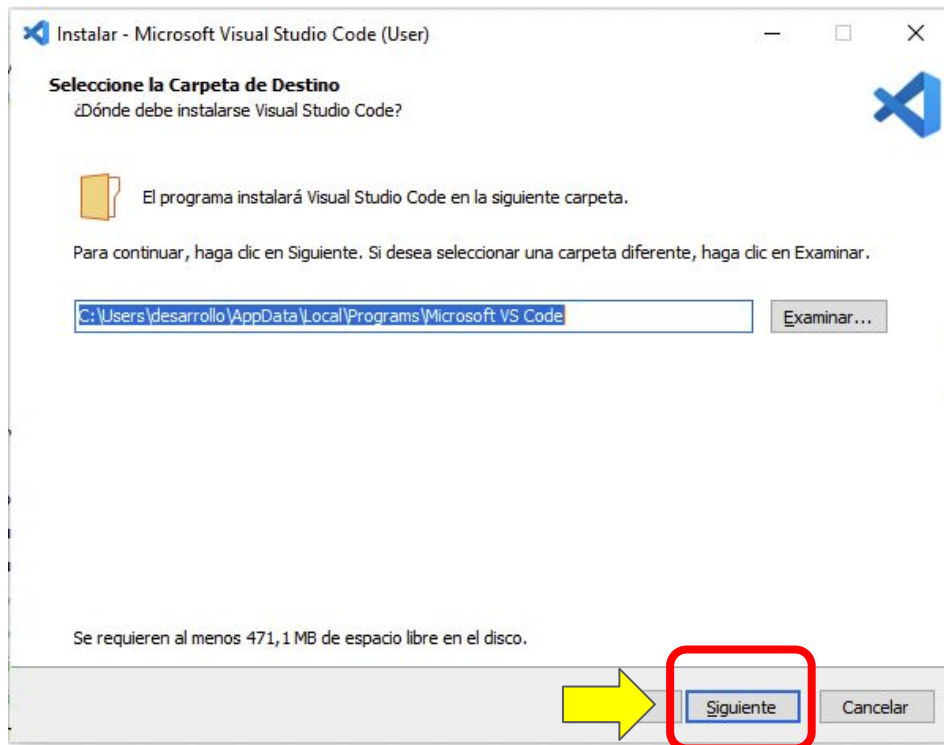 Instalar - Microsoft Visual Studio Code (User)
Seleccione la Carpeta de Destino
¿Dónde debe instalarse Visual Studio Code?
El programa instalará Visual Studio Code en la siguiente carpeta.
Para continuar, haga clic en Siguiente. Si desea seleccionar una carpeta diferente, haga clic en Examinar.
C:\Users\desarrollo\AppData\Local\Programs\Microsoft VS Code
Examinar...
Se requieren al menos 471,1 MB de espacio libre en el disco.
Siguiente
Cancelar